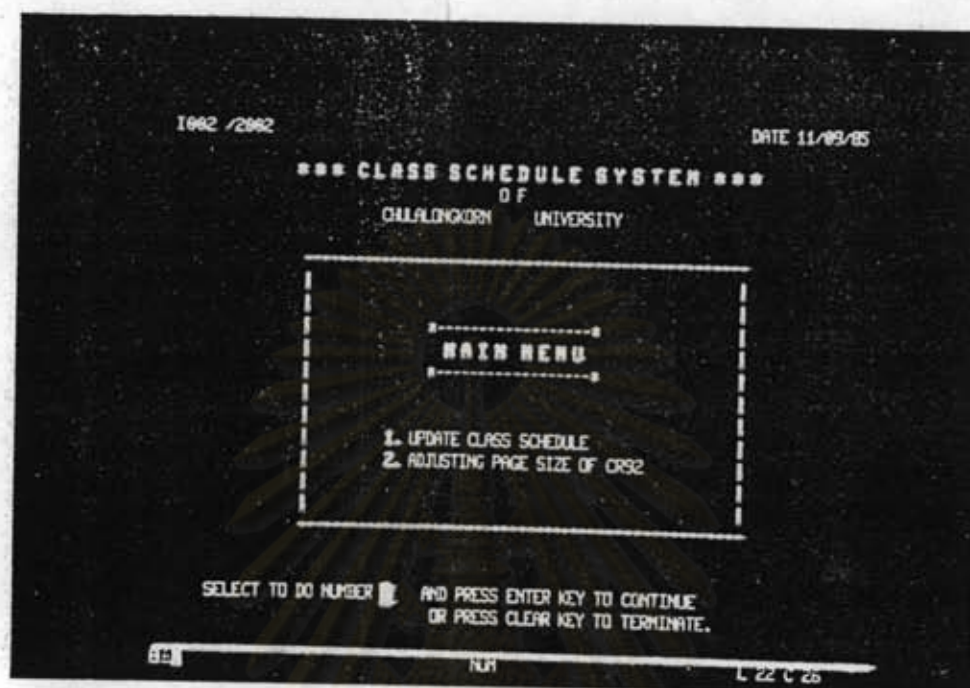 I002 /2002
DATE 11/09/85
*** CLASS SCHEDULE SYSTEM ***
OF
CHULALONGKORN UNIVERSITY
MAIN MENU
1. UPDATE CLASS SCHEDULE
2. ADJUSTING PAGE SIZE OF CR92
SELECT TO DO NUMBER AND PRESS ENTER KEY TO CONTINUE
OR PRESS CLEAR KEY TO TERMINATE.
NUM
L 22 C 26